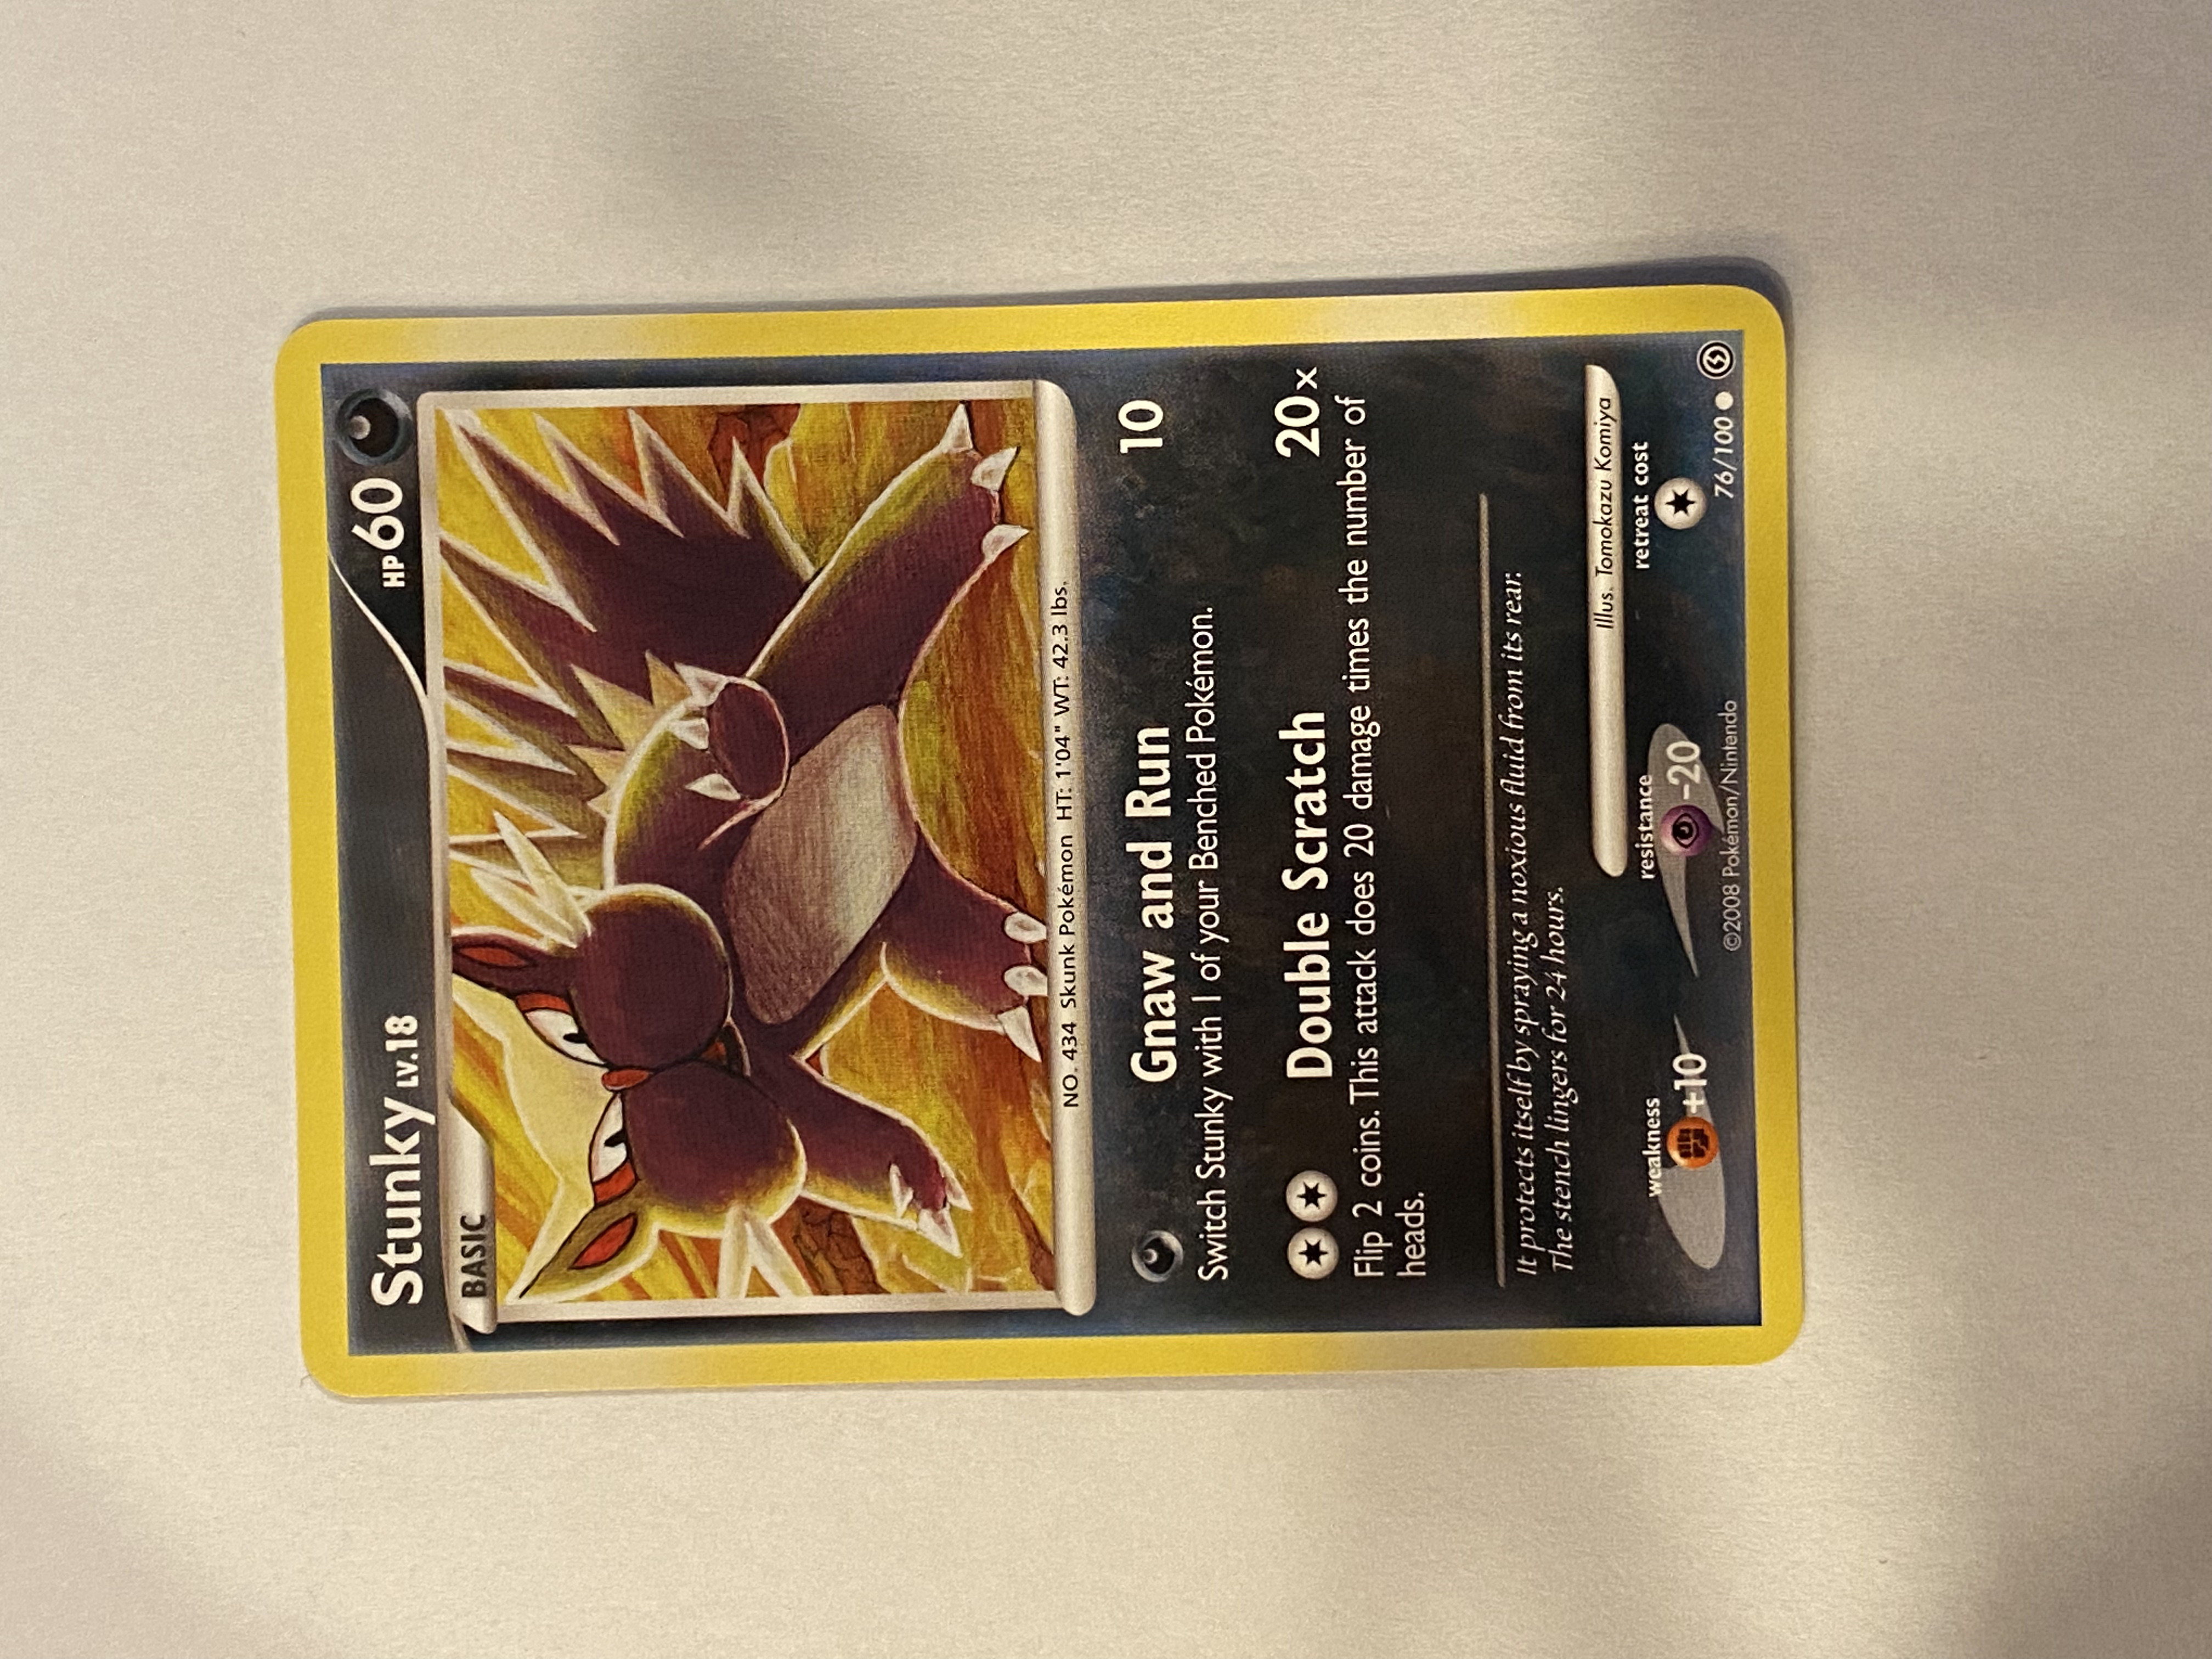 Stunky LV.18 HP 60
BASIC
NO. 434 Skunk Pokémon HT: 1'04" WT: 42.3 lbs.
Gnaw and Run 10
Switch Stunky with 1 of your Benched Pokémon.
Double Scratch 20x
Flip 2 coins. This attack does 20 damage times the number of
heads.
It protects itself by spraying a noxious fluid from its rear.
The stench lingers for 24 hours.
Illus. Tomokazu Komiya
weakness resistance retreat cost
+10 -20
©2008 Pokémon/Nintendo 76/100